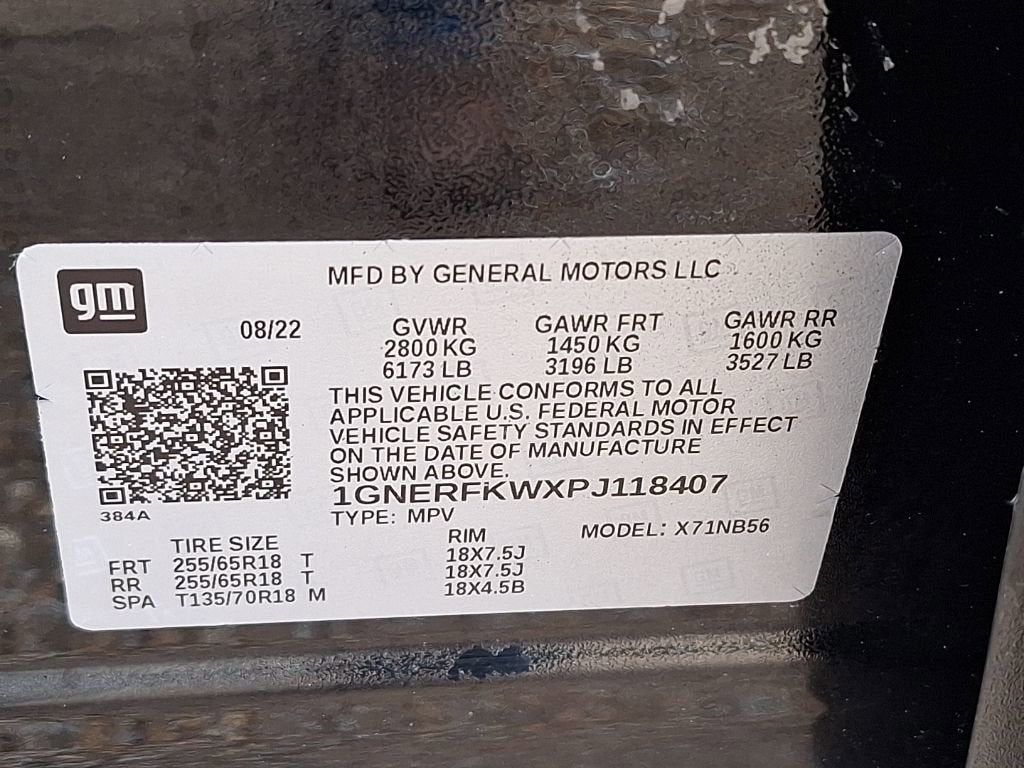 gm
MFD BY GENERAL MOTORS LLC
08/22
GVWR GAWR FRT GAWR RR
2800 KG 1450 KG 1600 KG
6173 LB 3196 LB 3527 LB
THIS VEHICLE CONFORMS TO ALL
APPLICABLE U.S. FEDERAL MOTOR
VEHICLE SAFETY STANDARDS IN EFFECT
ON THE DATE OF MANUFACTURE
SHOWN ABOVE.
1GNERFKWXPJ118407
384A
TYPE: MPV MODEL: X71NB56
TIRE SIZE RIM
FRT 255/65R18 T 18X7.5J
RR 255/65R18 T 18X7.5J
SPA T135/70R18 M 18X4.5B